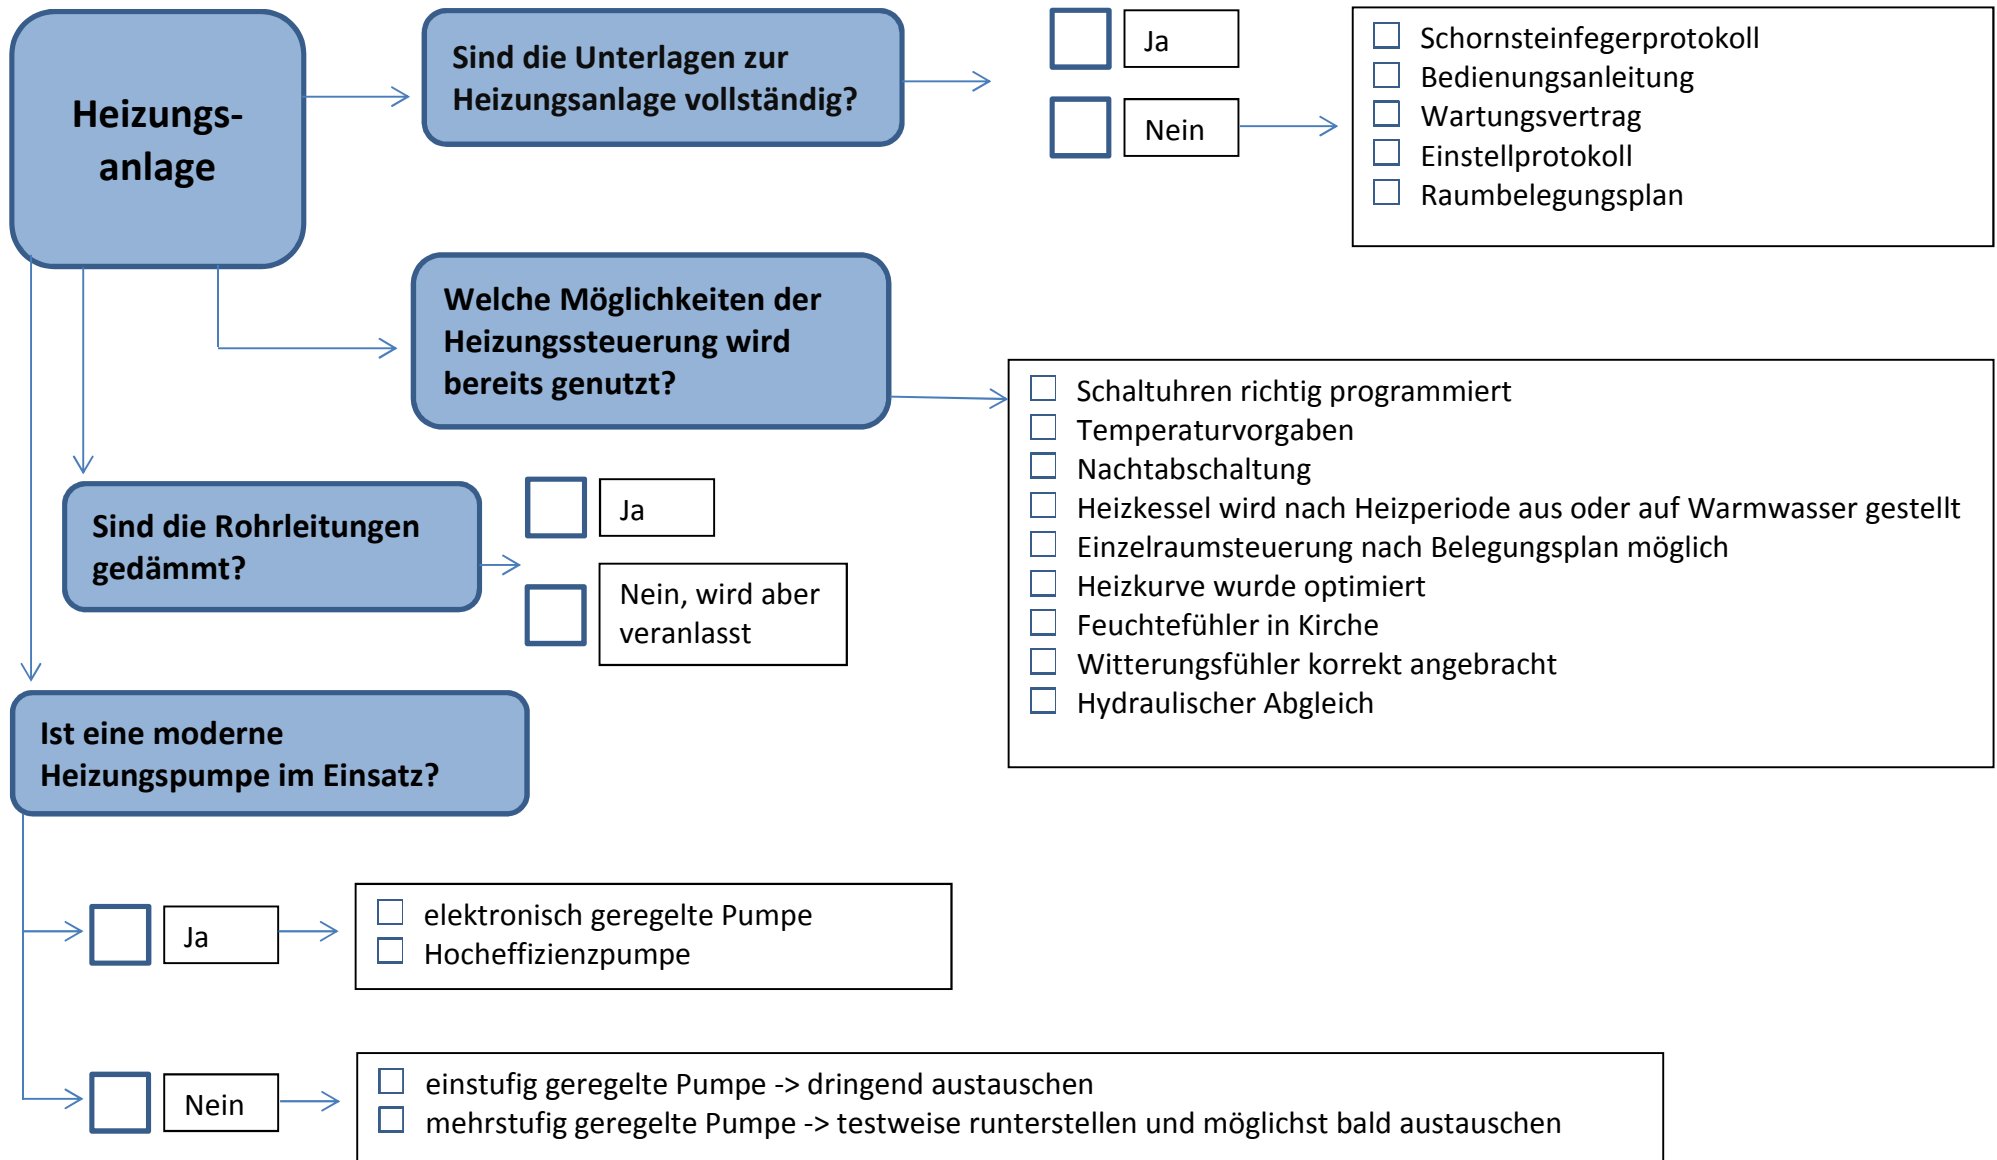 Heizungs-
anlage
Sind die Unterlagen zur
Heizungsanlage vollständig?
Ja
Nein
Schornsteinfegerprotokoll
Bedienungsanleitung
Wartungsvertrag
Einstellprotokoll
Raumbelegungsplan
Welche Möglichkeiten der
Heizungssteuerung wird
bereits genutzt?
Schaltuhren richtig programmiert
Temperaturvorgaben
Nachtabschaltung
Heizkessel wird nach Heizperiode aus oder auf Warmwasser gestellt
Einzelraumsteuerung nach Belegungsplan möglich
Heizkurve wurde optimiert
Feuchtefühler in Kirche
Witterungsfühler korrekt angebracht
Hydraulischer Abgleich
Sind die Rohrleitungen
gedämmt?
Ja
Nein, wird aber
veranlasst
Ist eine moderne
Heizungspumpe im Einsatz?
Ja
elektronisch geregelte Pumpe
Hocheffizienzpumpe
Nein
einstufig geregelte Pumpe -> dringend austauschen
mehrstufig geregelte Pumpe -> testweise runterstellen und möglichst bald austauschen